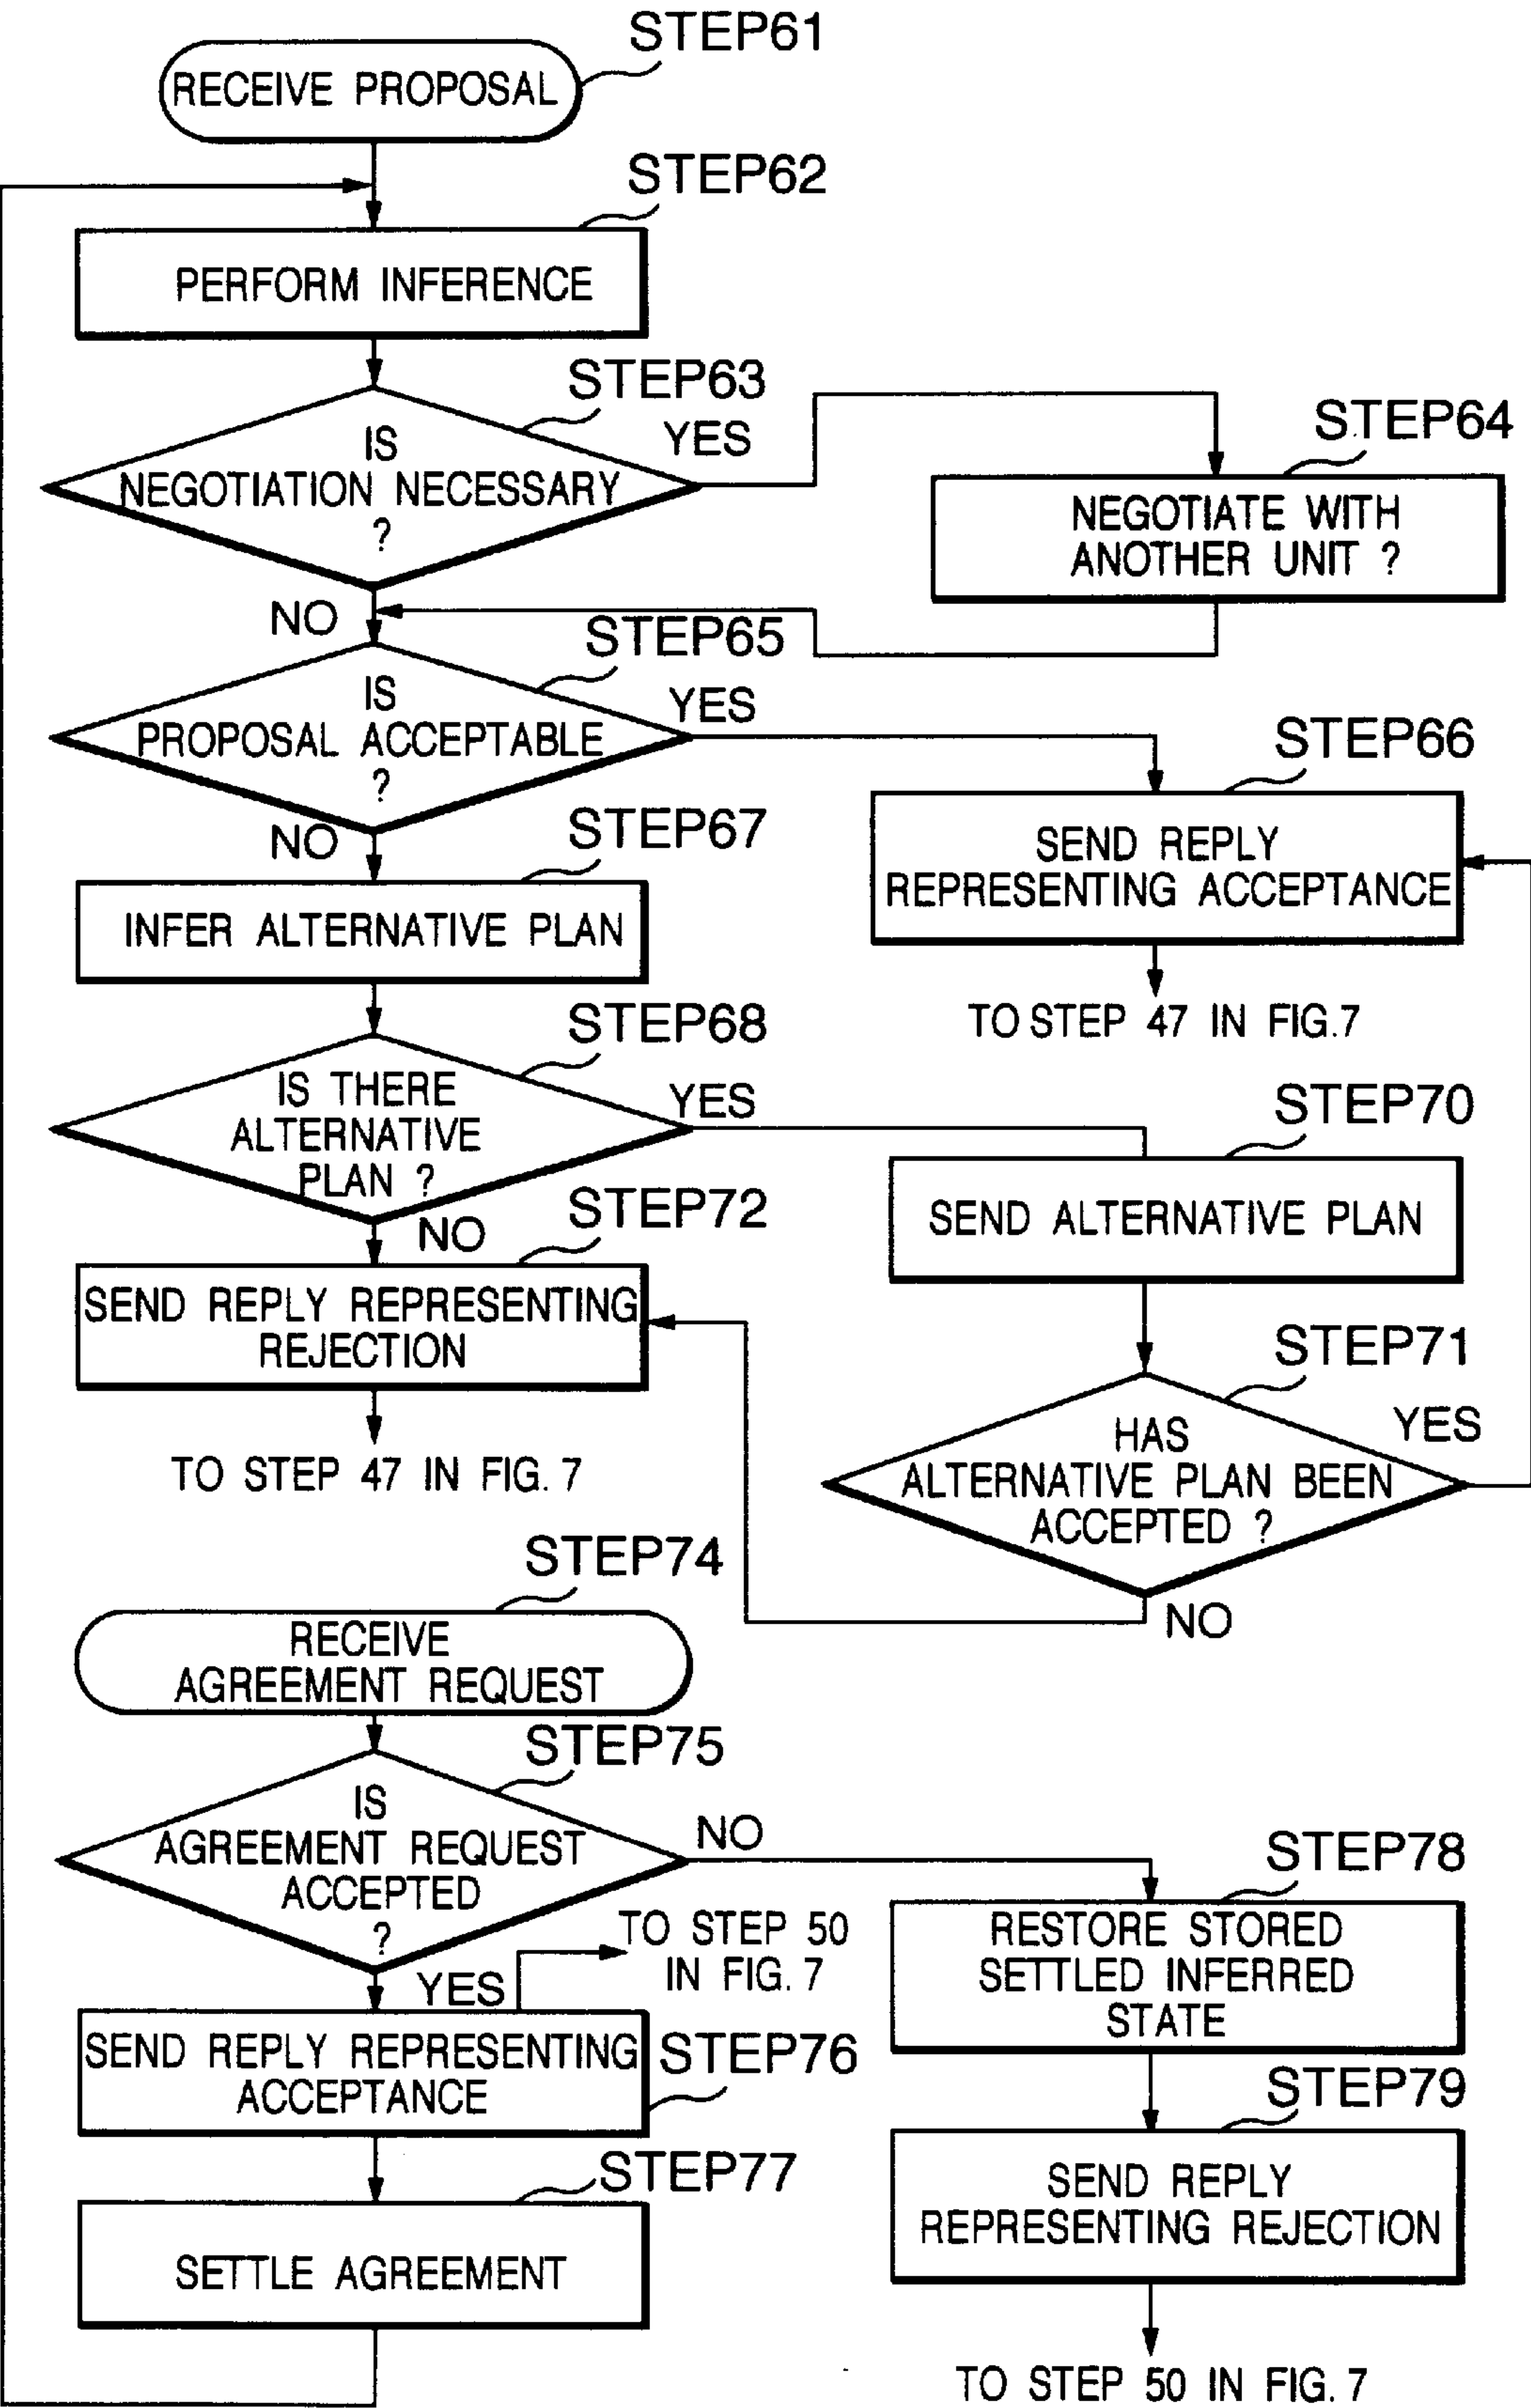 STEP61
RECEIVE PROPOSAL
STEP62
PERFORM INFERENCE
STEP63
IS
NEGOTIATION NECESSARY
?
YES
NO
STEP64
NEGOTIATE WITH
ANOTHER UNIT ?
STEP65
IS
PROPOSAL ACCEPTABLE
?
YES
NO
STEP66
SEND REPLY
REPRESENTING ACCEPTANCE
TO STEP 47 IN FIG.7
STEP67
INFER ALTERNATIVE PLAN
STEP68
IS THERE
ALTERNATIVE
PLAN ?
YES
NO
STEP70
SEND ALTERNATIVE PLAN
STEP71
HAS
ALTERNATIVE PLAN BEEN
ACCEPTED ?
YES
NO
STEP72
SEND REPLY REPRESENTING
REJECTION
TO STEP 47 IN FIG. 7
STEP74
RECEIVE
AGREEMENT REQUEST
STEP75
IS
AGREEMENT REQUEST
ACCEPTED
?
NO
YES
TO STEP 50
IN FIG. 7
STEP76
SEND REPLY REPRESENTING
ACCEPTANCE
STEP77
SETTLE AGREEMENT
STEP78
RESTORE STORED
SETTLED INFERRED
STATE
STEP79
SEND REPLY
REPRESENTING REJECTION
TO STEP 50 IN FIG. 7